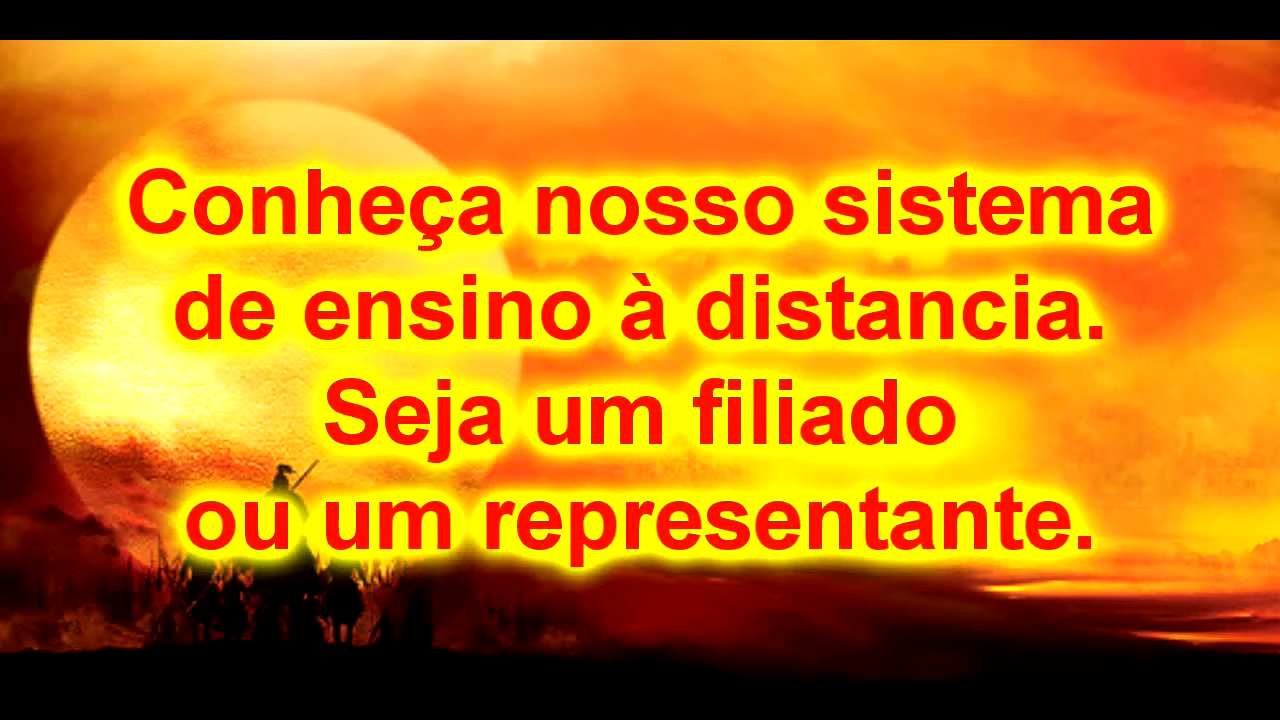 Conheça nosso sistema
de ensino à distancia.
Seja um filiado
ou um representante.